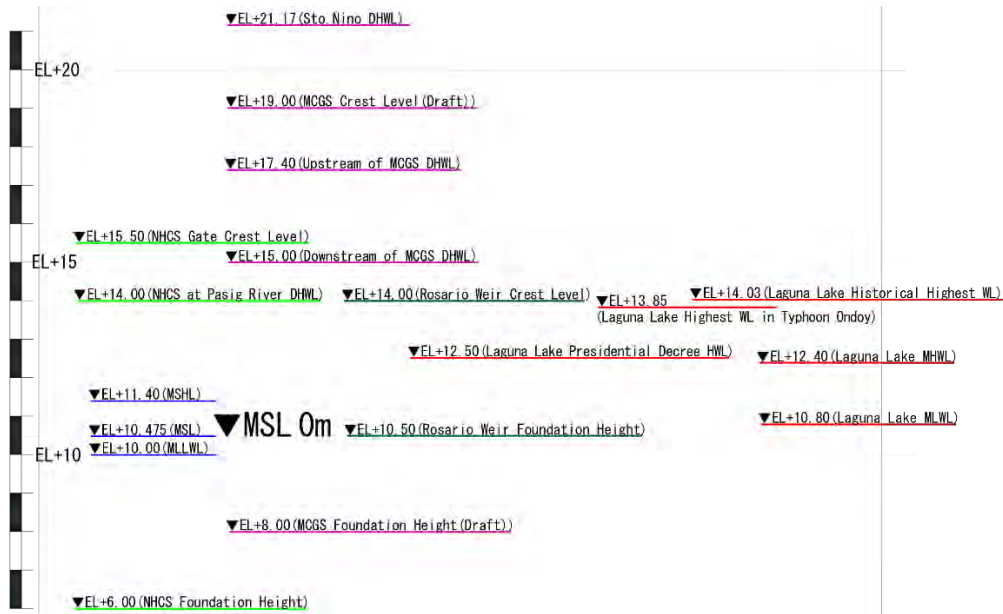 ▼EL+21.17(Sto.Nino DHWL)
EL+20
▼EL+19.00(MCGS Crest Level(Draft))
▼EL+17.40(Upstream of MCGS DHWL)
▼EL+15.50(NHCS Gate Crest Level)
▼EL+15.00(Downstream of MCGS DHWL)
EL+15
▼EL+14.00(NHCS at Pasig River DHWL)
▼EL+14.00(Rosario Weir Crest Level)
▼EL+14.03(Laguna Lake Historical Highest WL)
▼EL+13.85
(Laguna Lake Highest WL in Typhoon Ondoy)
▼EL+12.50(Laguna Lake Presidential Decree HWL)
▼EL+12.40(Laguna Lake MHWL)
▼EL+11.40(MSHL)
▼EL+10.475(MSL)
▼MSL 0m
▼EL+10.50(Rosario Weir Foundation Height)
▼EL+10.80(Laguna Lake MLWL)
▼EL+10.00(MLLWL)
EL+10
▼EL+8.00(MCGS Foundation Height(Draft))
▼EL+6.00(NHCS Foundation Height)